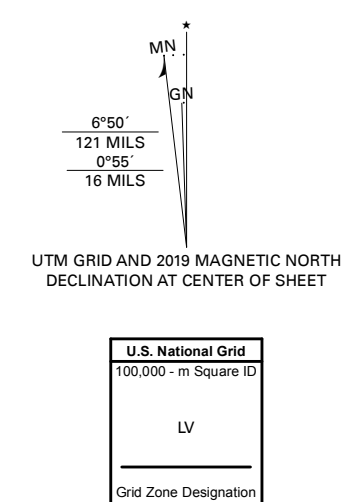 ★
MN
GN
6°50´
121 MILS
0°55´
16 MILS
UTM GRID AND 2019 MAGNETIC NORTH
DECLINATION AT CENTER OF SHEET
U.S. National Grid
100,000 - m Square ID
LV
Grid Zone Designation